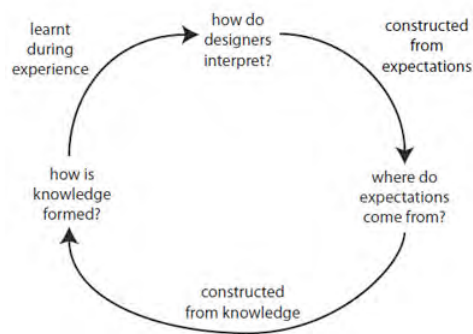 how do
designers
interpret?
constructed
from
expectations
where do
expectations
come from?
constructed
from knowledge
how is
knowledge
formed?
learnt
during
experience